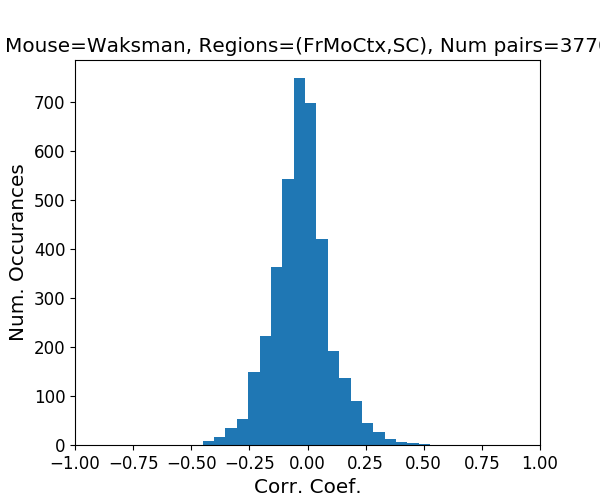 Mouse=Waksman, Regions=(FrMoCtx,SC), Num pairs=377
700
600
500
400
300
200
100
0
Num. Occurances
−1.00 −0.75 −0.50 −0.25 0.00 0.25 0.50 0.75 1.00
Corr. Coef.